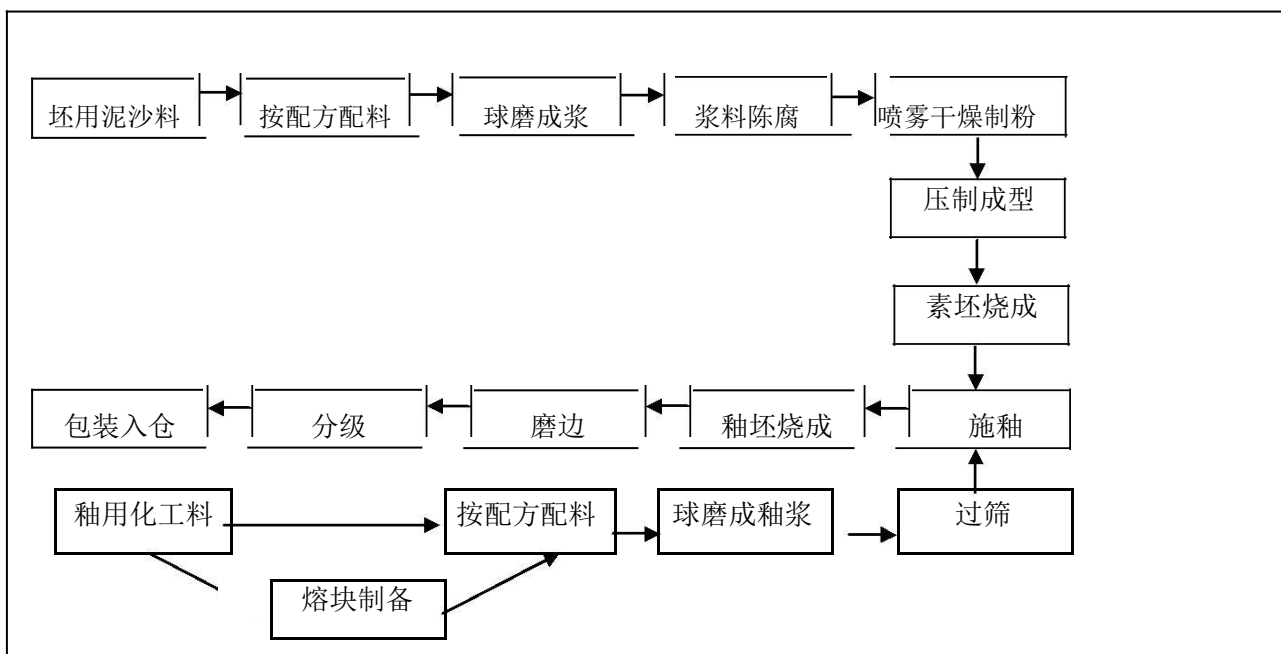 坯用泥沙料
按配方配料
球磨成浆
浆料陈腐
喷雾干燥制粉
压制成型
素坯烧成
包装入仓
分级
磨边
釉坯烧成
施釉
釉用化工料
按配方配料
球磨成釉浆
过筛
熔块制备